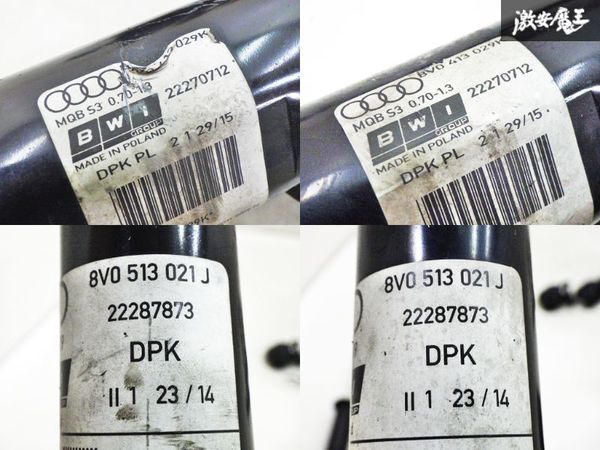 激安魔王
029K
MQB S3 0.70-1.3
22270712
BWI
GROUP
MADE IN POLAND
DPK PL 2 1 29/15
8V0 413 029K
MQB S3 0.70-1.3
22270712
BWI
GROUP
MADE IN POLAND
DPK PL 2 1 29/15
8V0 513 021 J
22287873
DPK
II 1 23 / 14
8V0 513 021 J
22287873
DPK
II 1 23 / 14